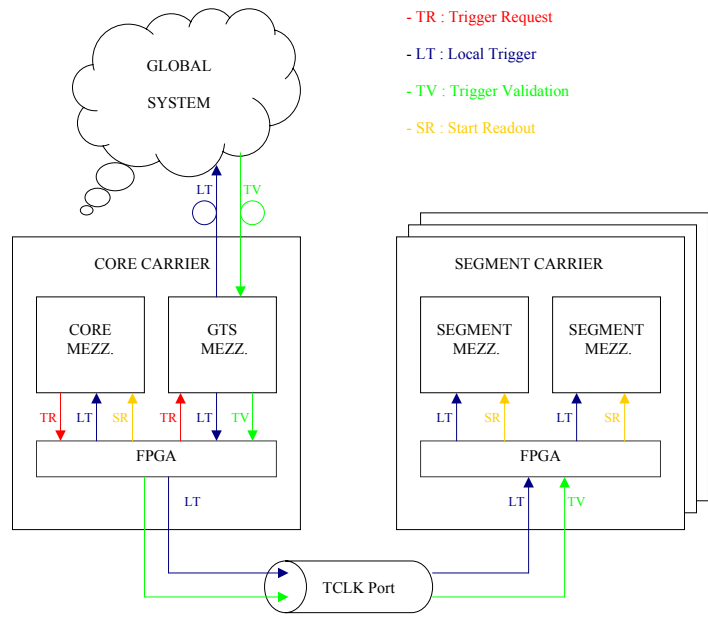 - TR : Trigger Request
- LT : Local Trigger
- TV : Trigger Validation
- SR : Start Readout
GLOBAL
SYSTEM
LT
TV
CORE CARRIER
CORE
MEZZ.
GTS
MEZZ.
TR
LT
SR
TR
LT
TV
FPGA
LT
SEGMENT CARRIER
SEGMENT
MEZZ.
SEGMENT
MEZZ.
LT
SR
LT
SR
FPGA
LT
TV
TCLK Port